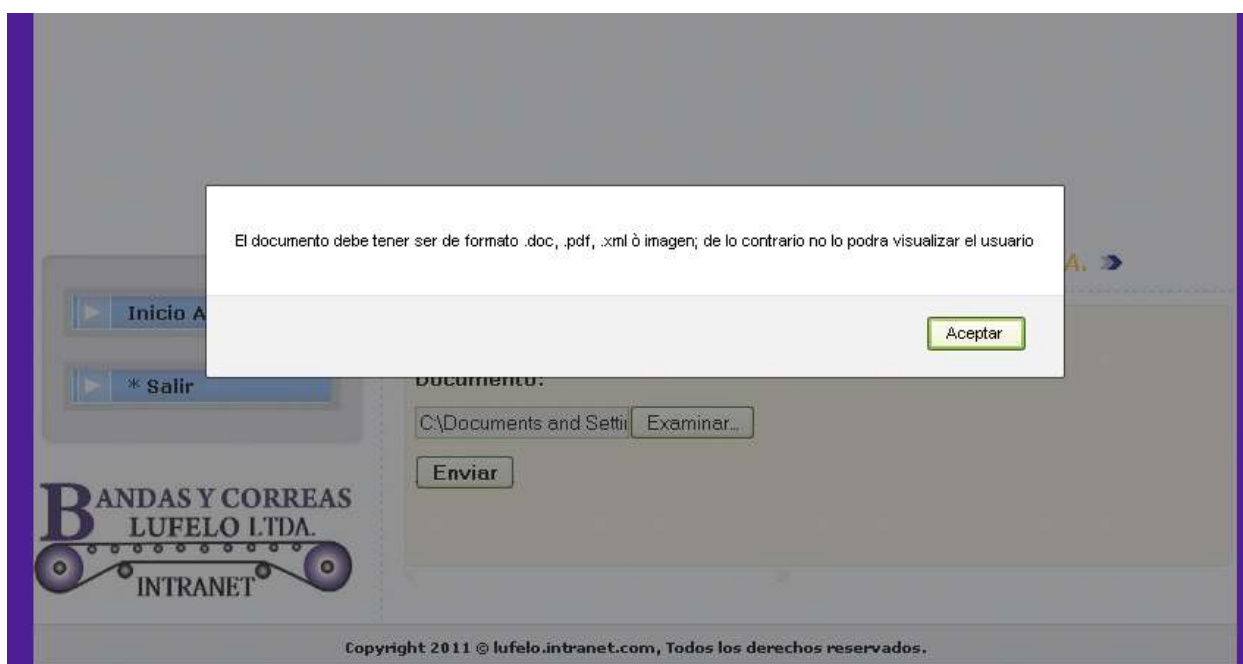 El documento debe tener ser de formato .doc, .pdf, .xml ò imagen; de lo contrario no lo podra visualizar el usuario
A.
Aceptar
Inicio A
* Salir
Documento:
C:\Documents and Setti
Examinar...
Enviar
BANDAS Y CORREAS
LUFELO LTDA.
INTRANET
Copyright 2011 © lufelo.intranet.com, Todos los derechos reservados.